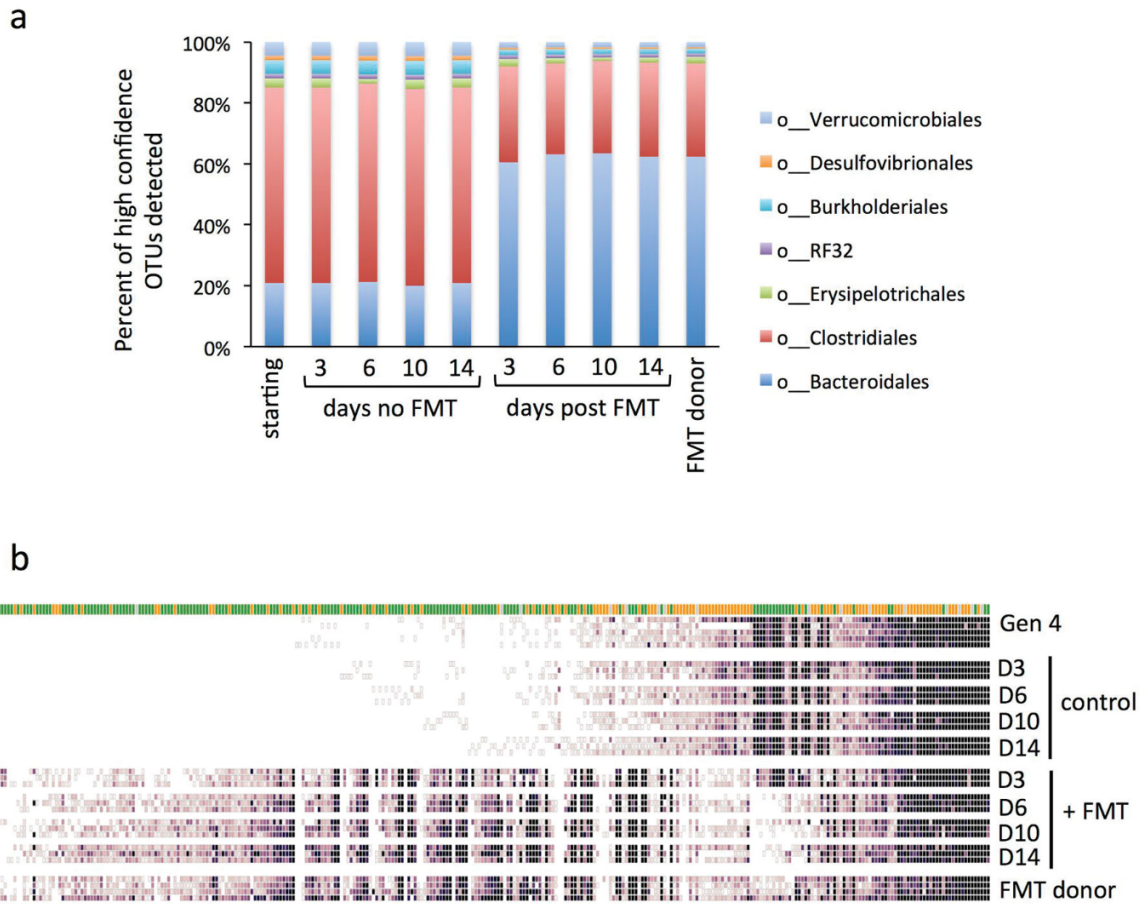 a
Percent of high confidence
OTUs detected
100%
80%
60%
40%
20%
0%
starting
3 6 10 14
days no FMT
3 6 10 14
days post FMT
FMT donor
o__Verrucomicrobiales
o__Desulfovibrionales
o__Burkholderiales
o__RF32
o__Erysipelotrichales
o__Clostridiales
o__Bacteroidales
b
Gen 4
D3
D6
D10
D14
control
D3
D6
D10
D14
+ FMT
FMT donor